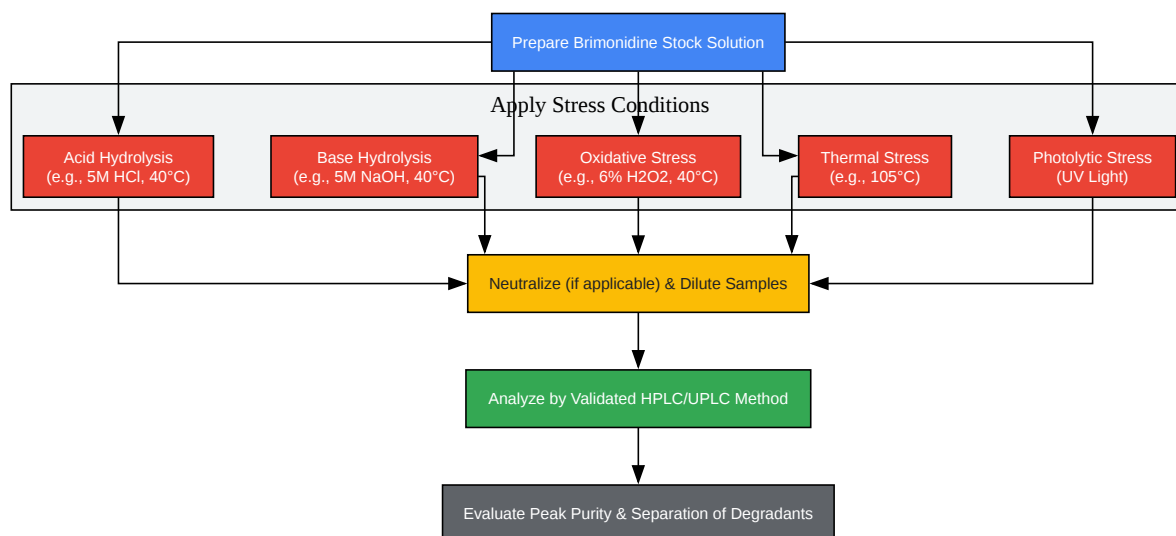 Prepare Brimonidine Stock Solution
Apply Stress Conditions
Acid Hydrolysis
(e.g., 5M HCl, 40°C)
Base Hydrolysis
(e.g., 5M NaOH, 40°C)
Oxidative Stress
(e.g., 6% H2O2, 40°C)
Thermal Stress
(e.g., 105°C)
Photolytic Stress
(UV Light)
Neutralize (if applicable) & Dilute Samples
Analyze by Validated HPLC/UPLC Method
Evaluate Peak Purity & Separation of Degradants